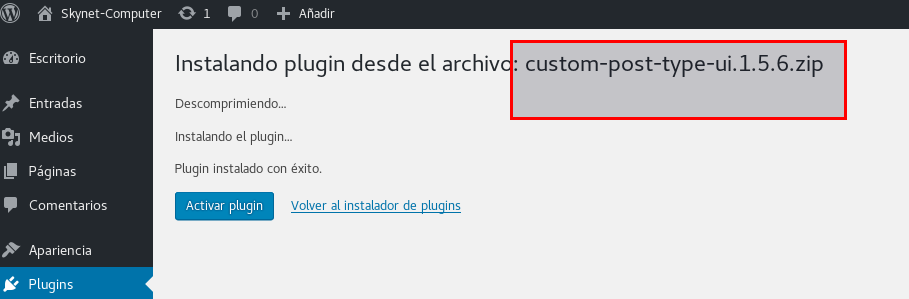 Skynet-Computer 1 0 Añadir
Escritorio
Entradas
Medios
Páginas
Comentarios
Apariencia
Plugins
Instalando plugin desde el archivo: custom-post-type-ui.1.5.6.zip
Descomprimiendo...
Instalando el plugin...
Plugin instalado con éxito.
Activar plugin Volver al instalador de plugins